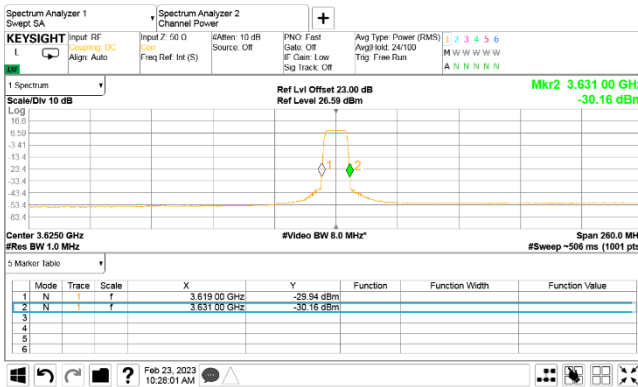 Spectrum Analyzer 1
Swept SA
Spectrum Analyzer 2
Channel Power
KEYSIGHT
L
Input: RF
Coupling: DC
Align: Auto
Input Z: 50 Ω
Corr
Freq Ref: Int (S)
#Atten: 10 dB
Source: Off
PNO: Fast
Gate: Off
IF Gain: Low
Sig Track: Off
Avg Type: Power (RMS)
Avg|Hold: 24/100
Trig: Free Run
1 2 3 4 5 6
M W W W W W
A N N N N N
1 Spectrum
Scale/Div 10 dB
Ref Lvl Offset 23.00 dB
Ref Level 26.59 dBm
Mkr2 3.631 00 GHz
-30.16 dBm
Log
16.6
6.59
-3.41
-13.4
-23.4
-33.4
-43.4
-53.4
-63.4
1
2
Center 3.6250 GHz
#Res BW 1.0 MHz
#Video BW 8.0 MHz*
Span 260.0 MH
#Sweep ~506 ms (1001 pts
5 Marker Table
Mode Trace Scale X Y Function Function Width Function Value
1 N 1 f 3.619 00 GHz -29.94 dBm
2 N 1 f 3.631 00 GHz -30.16 dBm
3
4
5
6
?
Feb 23, 2023
10:28:01 AM